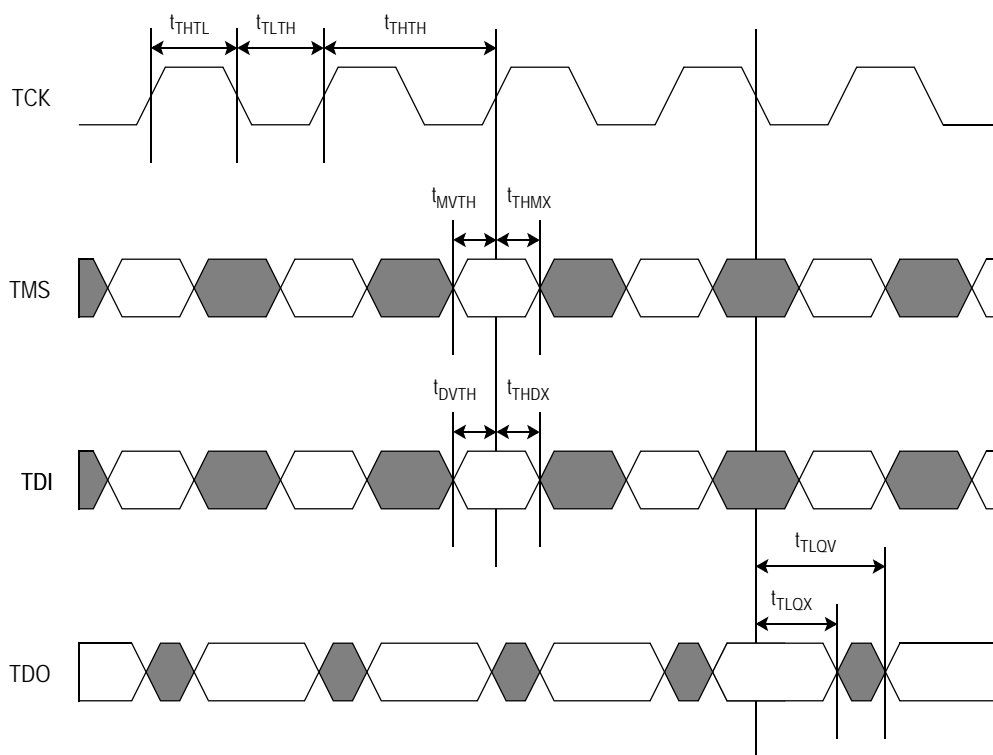 tTHTL tTLTH tTHTH
TCK
tMVTH tTHMX
TMS
tDVTH tTHDX
TDI
tTLQV
tTLQX
TDO